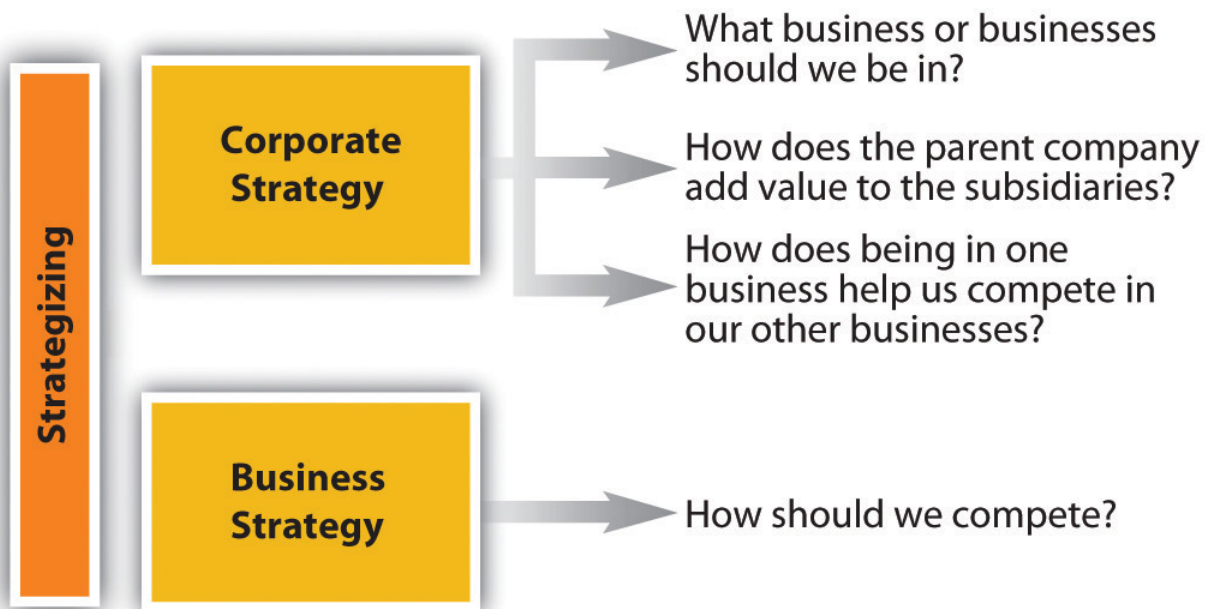 Strategizing
Corporate
Strategy
What business or businesses
should we be in?
How does the parent company
add value to the subsidiaries?
How does being in one
business help us compete in
our other businesses?
Business
Strategy
How should we compete?